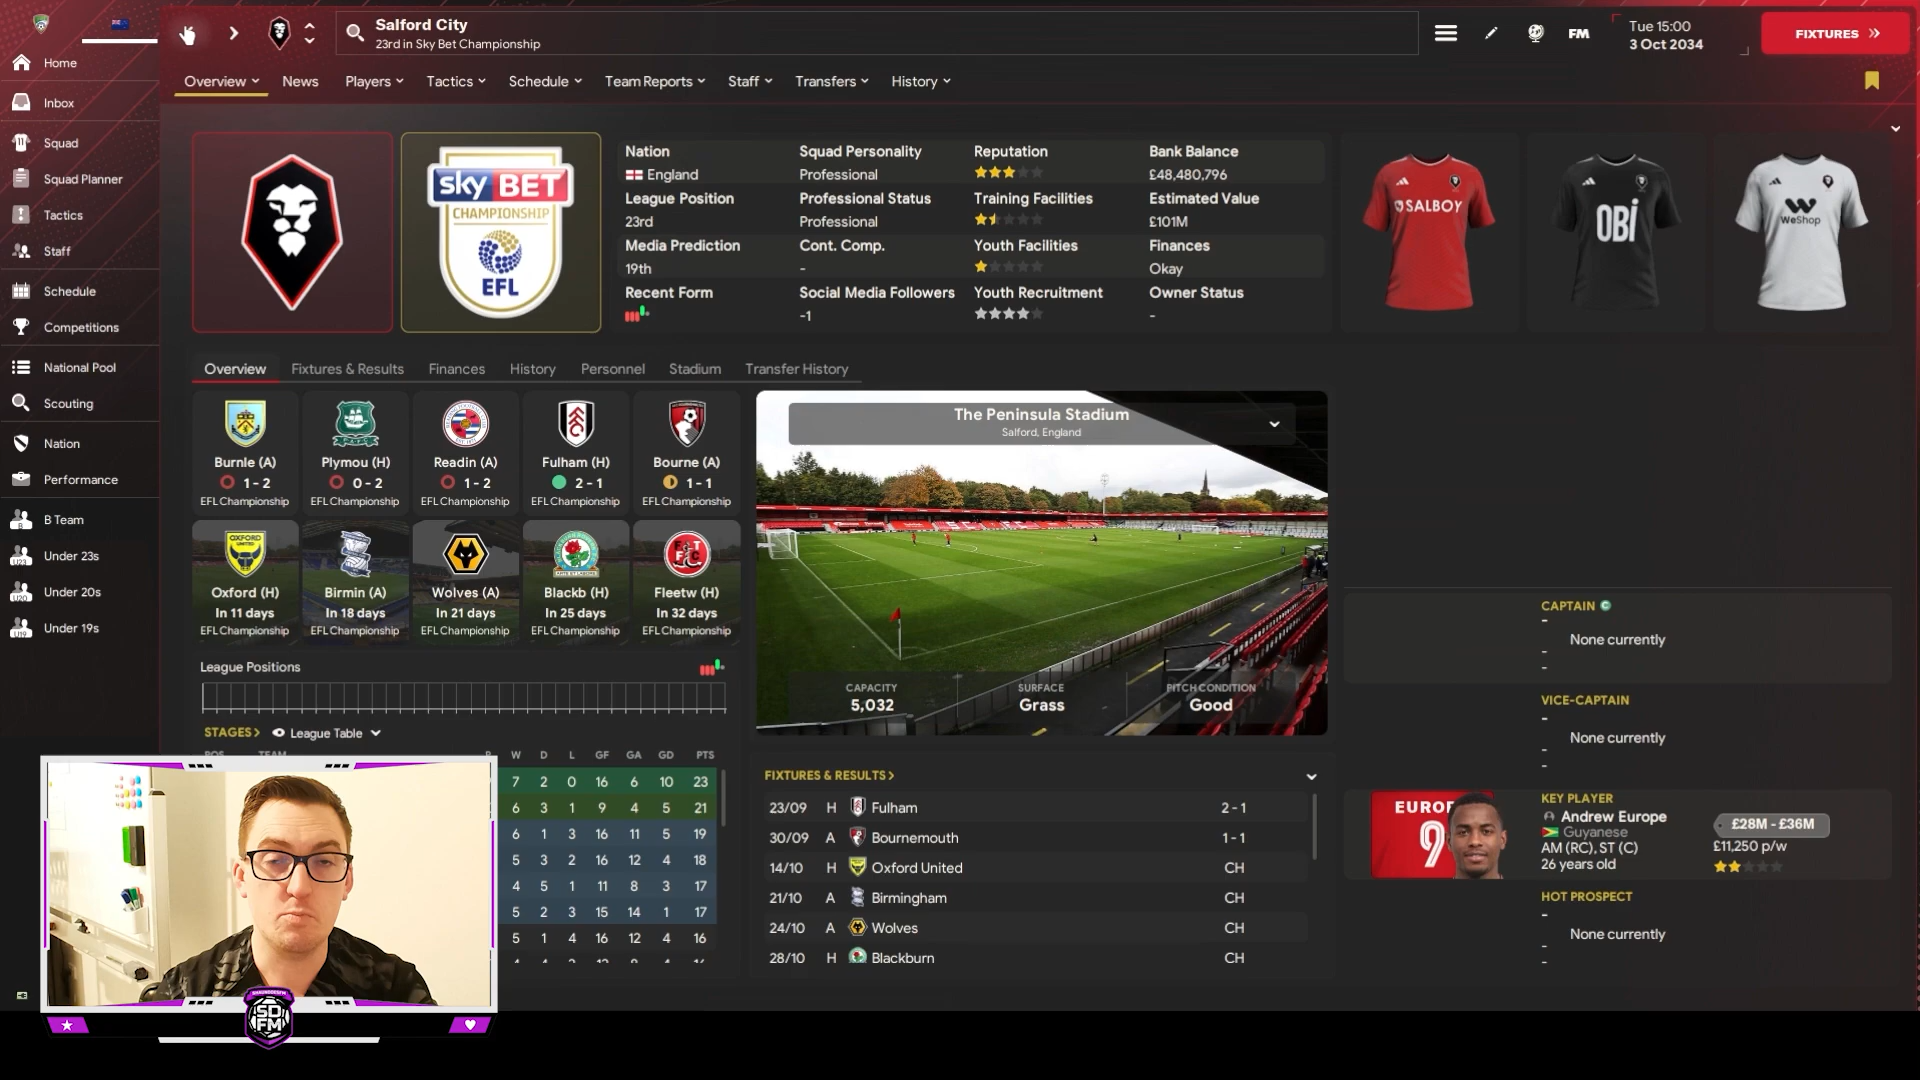 Salford City
23rd in Sky Bet Championship
FM
Tue 15:00
3 Oct 2034
FIXTURES
Overview
News
Players
Tactics
Schedule
Team Reports
Staff
Transfers
History
Home
Inbox
Squad
Squad Planner
Tactics
Staff
Schedule
Competitions
National Pool
Scouting
Nation
Performance
B Team
Under 23s
Under 20s
Under 19s
sky BET
CHAMPIONSHIP
EFL
Nation
England
League Position
23rd
Media Prediction
19th
Recent Form
Squad Personality
Professional
Professional Status
Professional
Cont. Comp.
-
Social Media Followers
-1
Reputation
Training Facilities
Youth Facilities
Youth Recruitment
Bank Balance
£48,480,796
Estimated Value
£101M
Finances
Okay
Owner Status
-
SALBOY
OBI
WeShop
Overview
Fixtures & Results
Finances
History
Personnel
Stadium
Transfer History
Burnle (A)
1 - 2
EFL Championship
Plymou (H)
0 - 2
EFL Championship
Readin (A)
1 - 2
EFL Championship
Fulham (H)
2 - 1
EFL Championship
Bourne (A)
1 - 1
EFL Championship
Oxford (H)
In 11 days
EFL Championship
Birmin (A)
In 18 days
EFL Championship
Wolves (A)
In 21 days
EFL Championship
Blackb (H)
In 25 days
EFL Championship
Fleetw (H)
In 32 days
EFL Championship
League Positions
STAGES > League Table
POS TEAM W D L GF GA GD PTS
7 2 0 16 6 10 23
6 3 1 9 4 5 21
6 1 3 16 11 5 19
5 3 2 16 12 4 18
4 5 1 11 8 3 17
5 2 3 15 14 1 17
5 1 4 16 12 4 16
The Peninsula Stadium
Salford, England
CAPACITY
5,032
SURFACE
Grass
PITCH CONDITION
Good
FIXTURES & RESULTS >
23/09 H Fulham 2 - 1
30/09 A Bournemouth 1 - 1
14/10 H Oxford United CH
21/10 A Birmingham CH
24/10 A Wolves CH
28/10 H Blackburn CH
CAPTAIN C
-
None currently
-
-
VICE-CAPTAIN
-
None currently
-
-
KEY PLAYER
EUROP
9
Andrew Europe
Guyanese
AM (RC), ST (C)
26 years old
£28M - £36M
£11,250 p/w
HOT PROSPECT
-
None currently
-
-
SD
FM